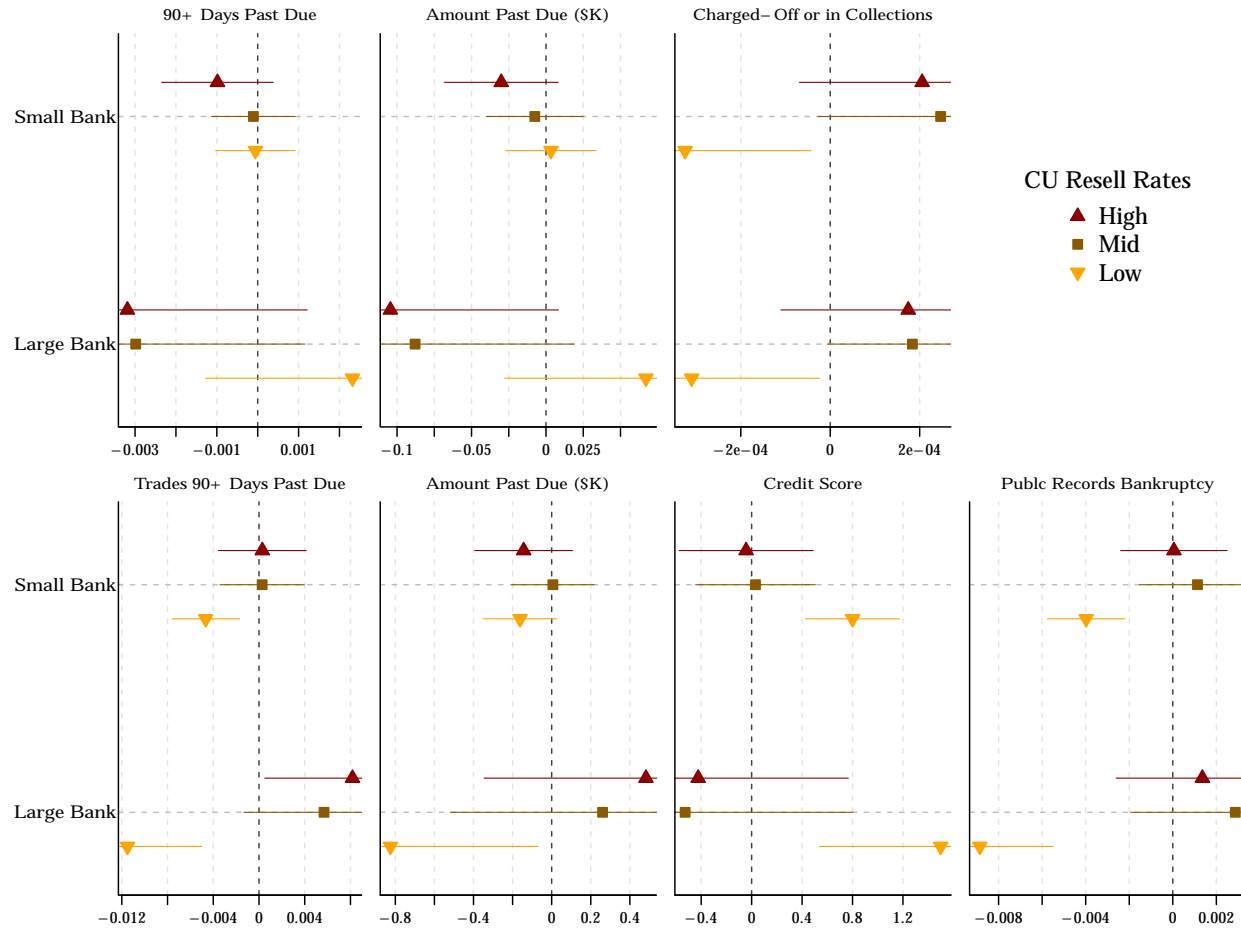 90+ Days Past Due
Amount Past Due ($K)
Charged−Off or in Collections
Small Bank
Large Bank
−0.003 −0.001 0.001
−0.1 −0.05 0 0.025
−2e−04 0 2e−04
CU Resell Rates
High
Mid
Low
Trades 90+ Days Past Due
Amount Past Due ($K)
Credit Score
Publc Records Bankruptcy
Small Bank
Large Bank
−0.012 −0.004 0 0.004
−0.8 −0.4 0 0.2 0.4
−0.4 0 0.4 0.8 1.2
−0.008 −0.004 0 0.002